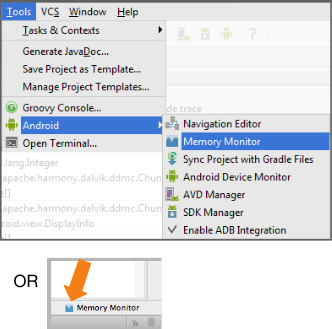 Tools VCS Window Help
Tasks & Contexts
Generate JavaDoc...
Save Project as Template...
Manage Project Templates...
Groovy Console...
de trace
Android
Navigation Editor
Open Terminal...
Memory Monitor
.lang.Integer
Sync Project with Gradle Files
apache.harmony.dalvik.ddmc.Chun
Android Device Monitor
e[]
AVD Manager
apache.harmony.dalvik.ddmc.Chun
SDK Manager
roid.view.DisplayInfo
Enable ADB Integration
e[]
OR
Memory Monitor